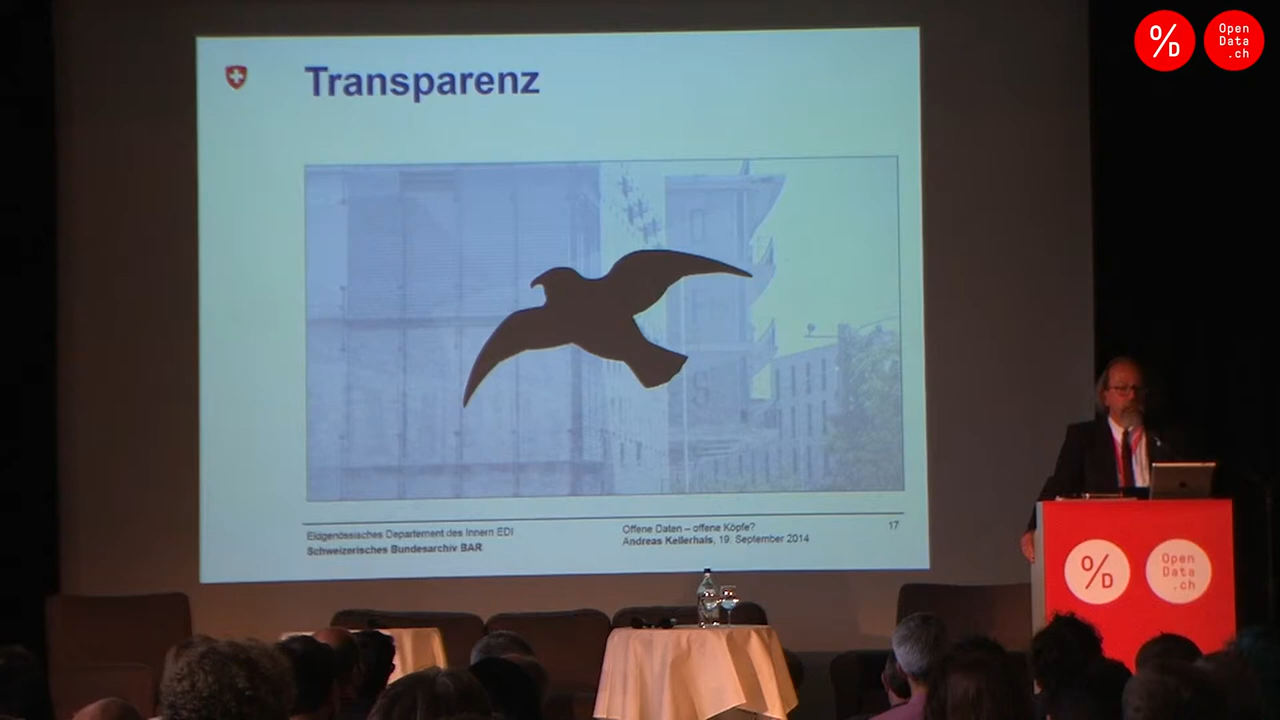 %D
Open
Data
.ch
Transparenz
Eidgenössisches Departement des Innern EDI
Schweizerisches Bundesarchiv BAR
Offene Daten – offene Köpfe?
Andreas Kellerhals, 19. September 2014
17
%D
Open
Data
.ch